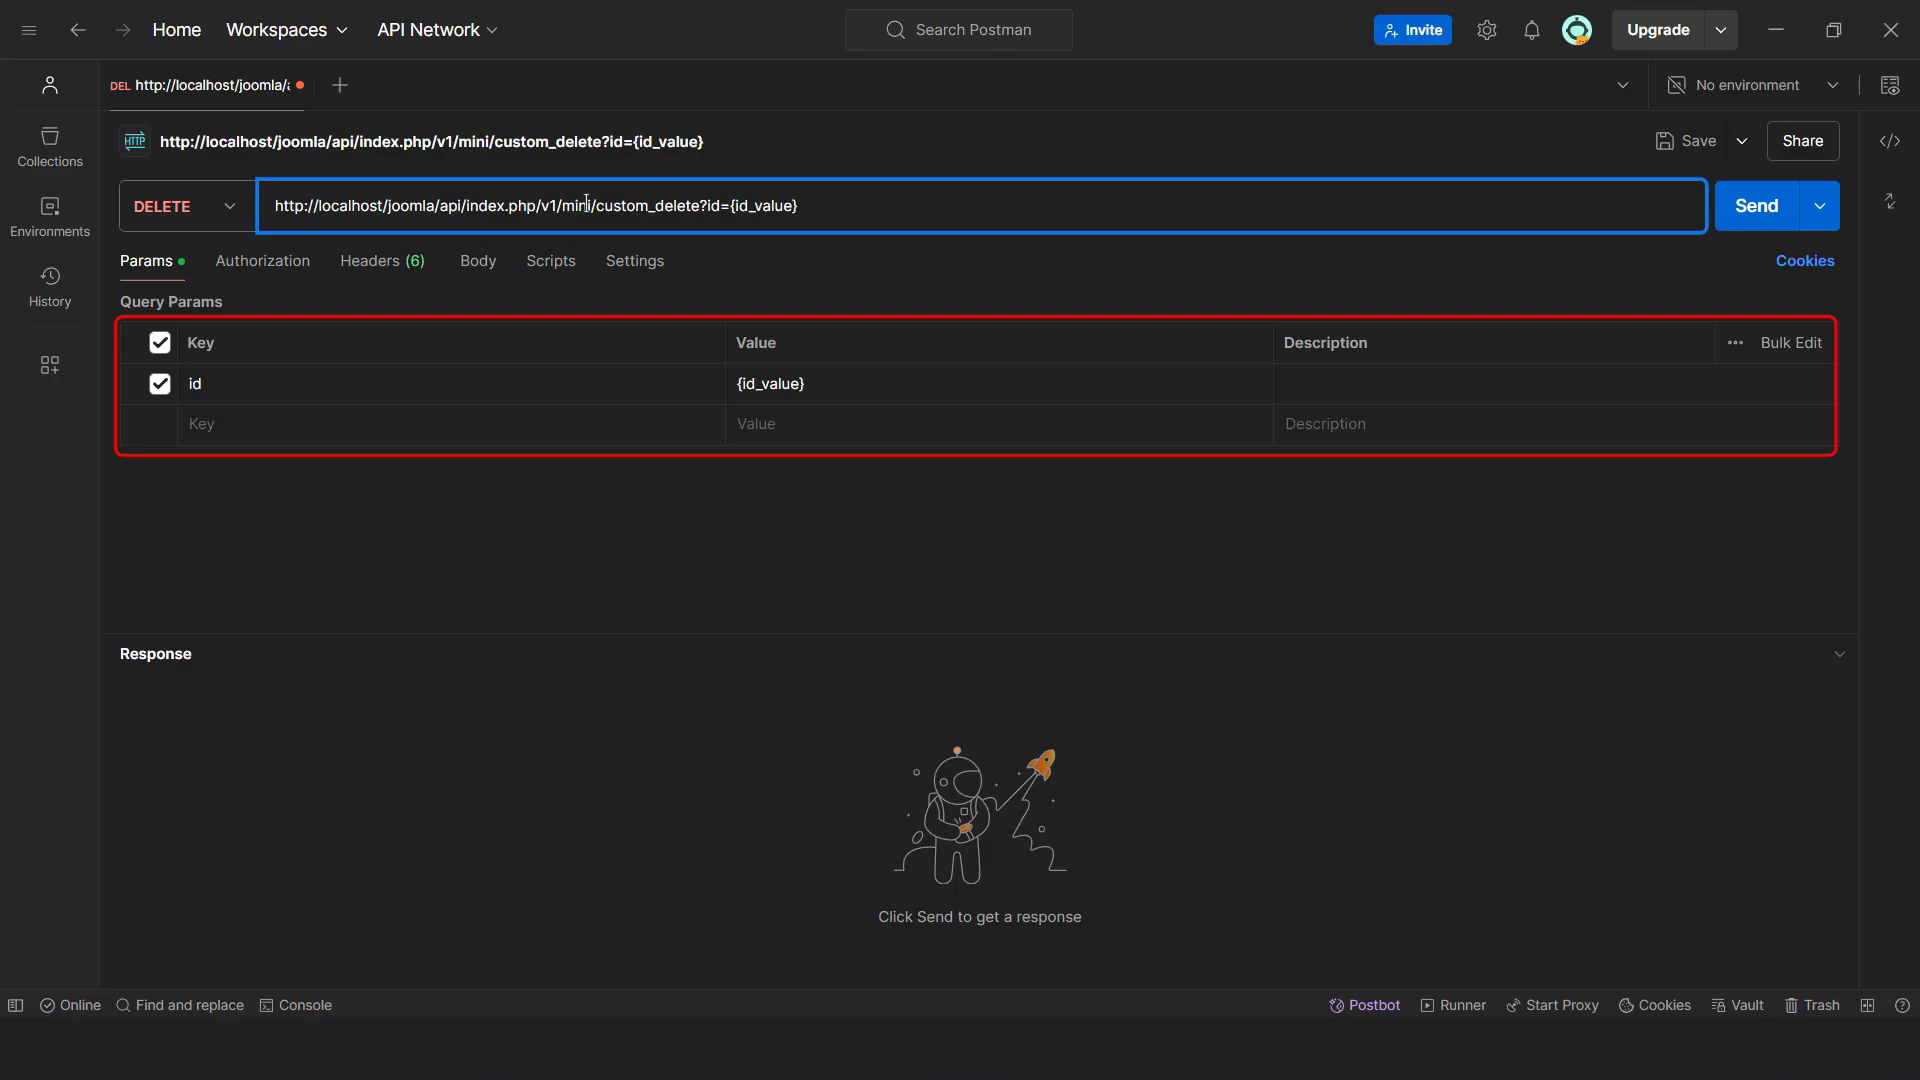 Home Workspaces API Network Search Postman Invite Upgrade
DEL http://localhost/joomla/a No environment
HTTP http://localhost/joomla/api/index.php/v1/mini/custom_delete?id={id_value} Save Share
Collections
DELETE http://localhost/joomla/api/index.php/v1/mini/custom_delete?id={id_value} Send
Environments
Params Authorization Headers (6) Body Scripts Settings Cookies
History
Query Params
Key Value Description Bulk Edit
id {id_value}
Key Value Description
Response
Click Send to get a response
Online Find and replace Console Postbot Runner Start Proxy Cookies Vault Trash